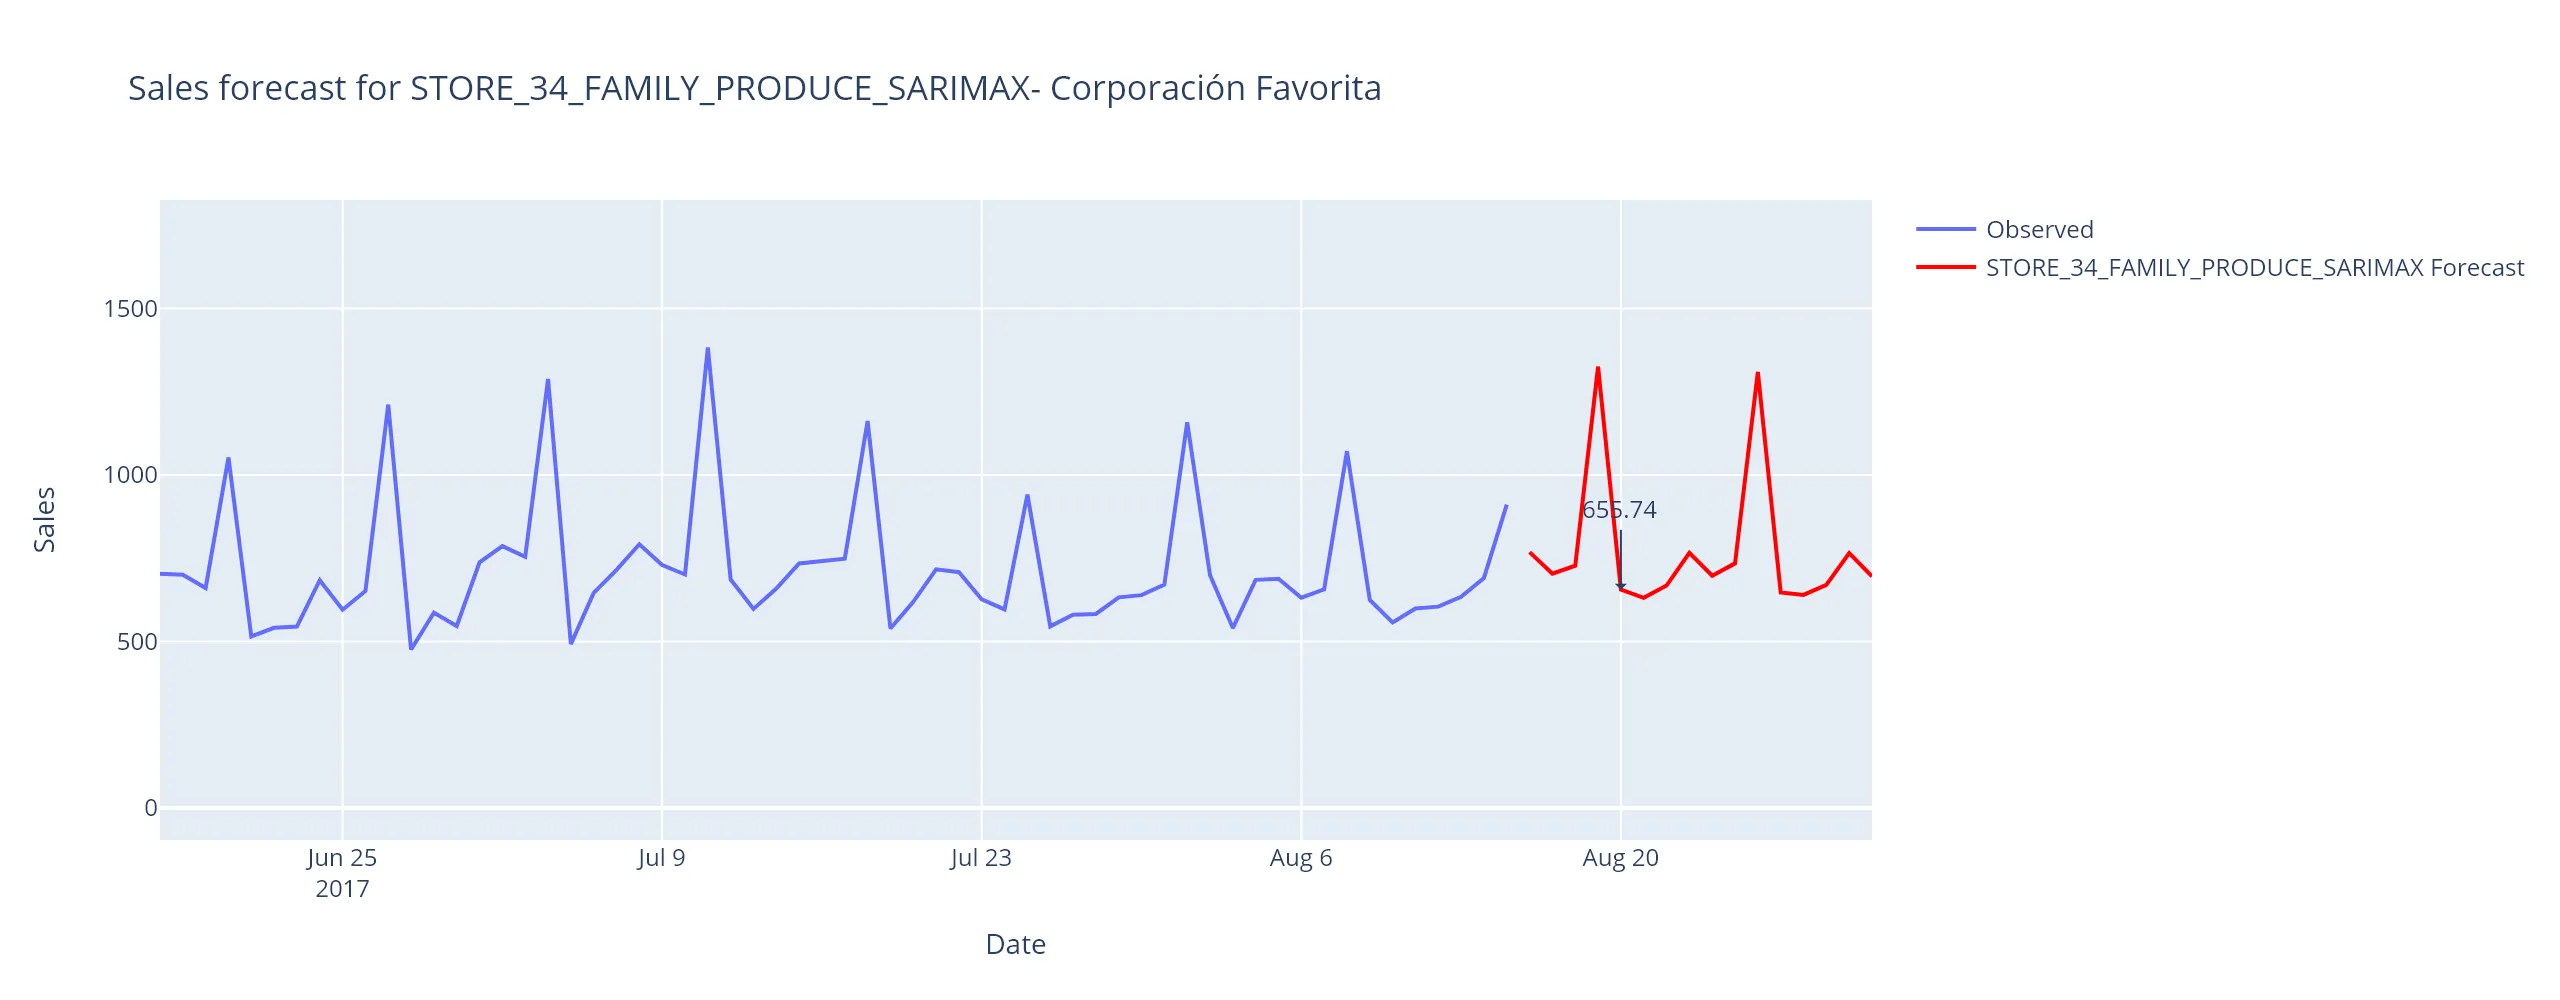 Sales forecast for STORE_34_FAMILY_PRODUCE_SARIMAX- Corporación Favorita
Observed
STORE_34_FAMILY_PRODUCE_SARIMAX Forecast
1500
1000
500
0
Sales
655.74
Jun 25
2017
Jul 9
Jul 23
Aug 6
Aug 20
Date